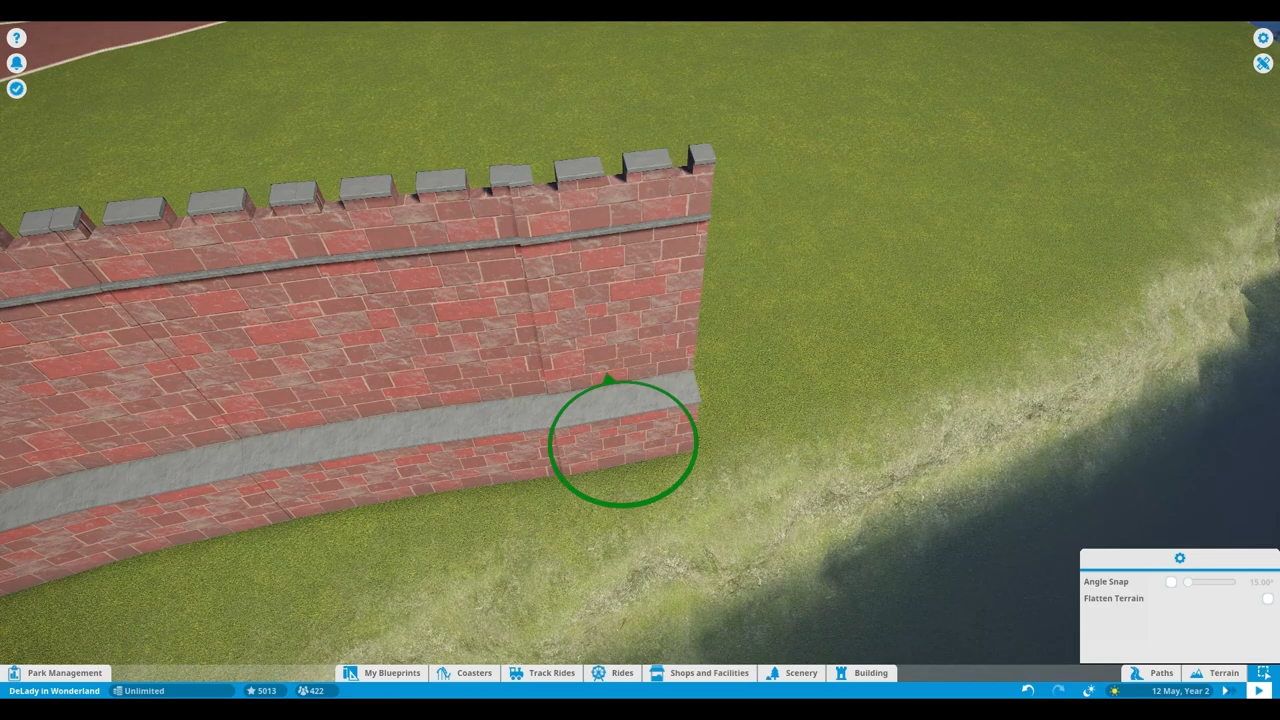 ?
Angle Snap 15.00°
Flatten Terrain
Park Management My Blueprints Coasters Track Rides Rides Shops and Facilities Scenery Building Paths Terrain
DeLady in Wonderland Unlimited 5013 422 12 May, Year 2